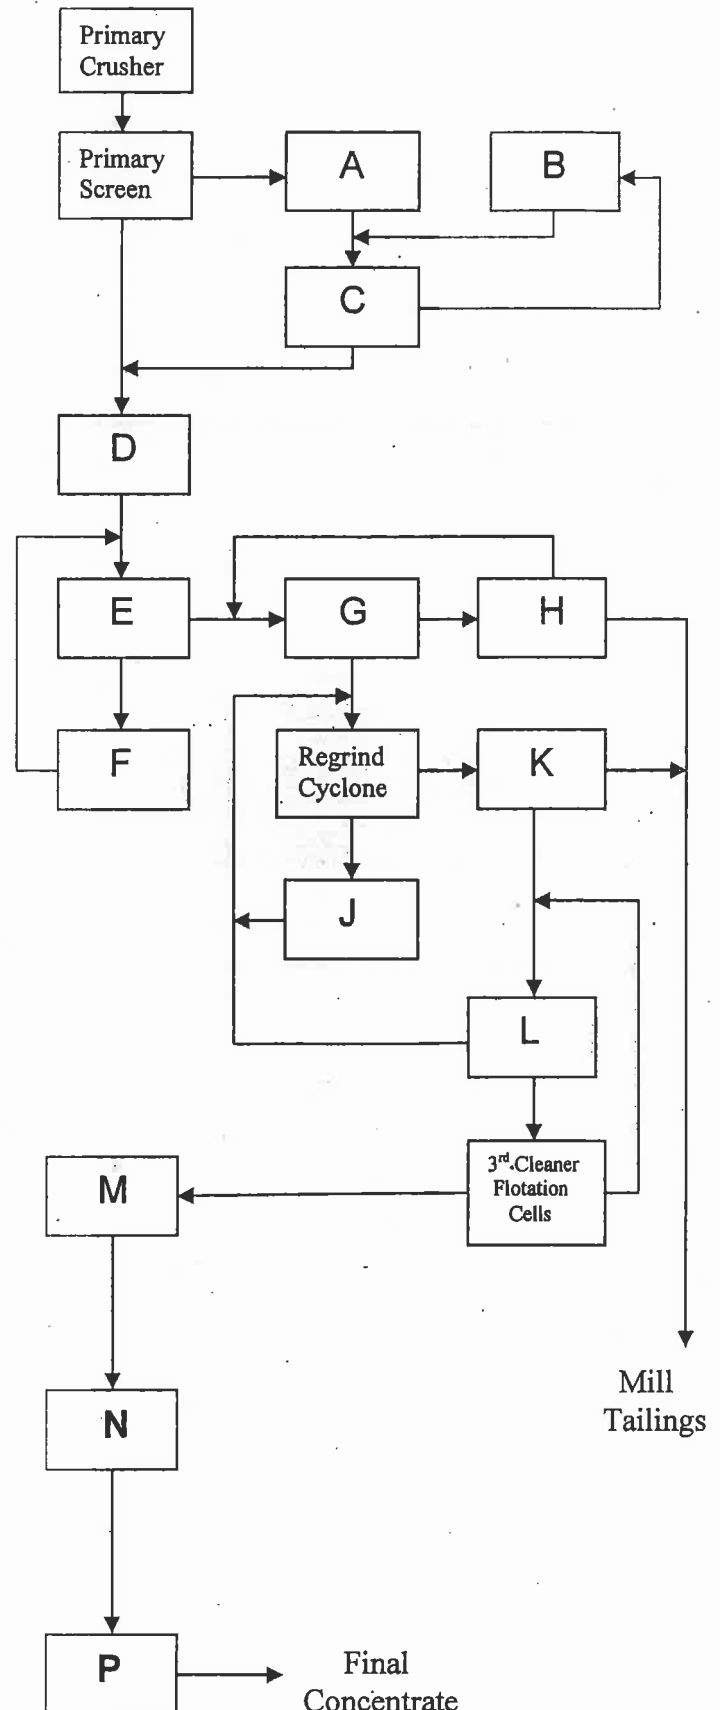 Primary
Crusher
Primary
Screen
A
B
C
D
E
G
H
F
Regrind
Cyclone
K
J
L
3rd Cleaner
Flotation
Cells
M
Mill
Tailings
N
P
Final
Concentrate